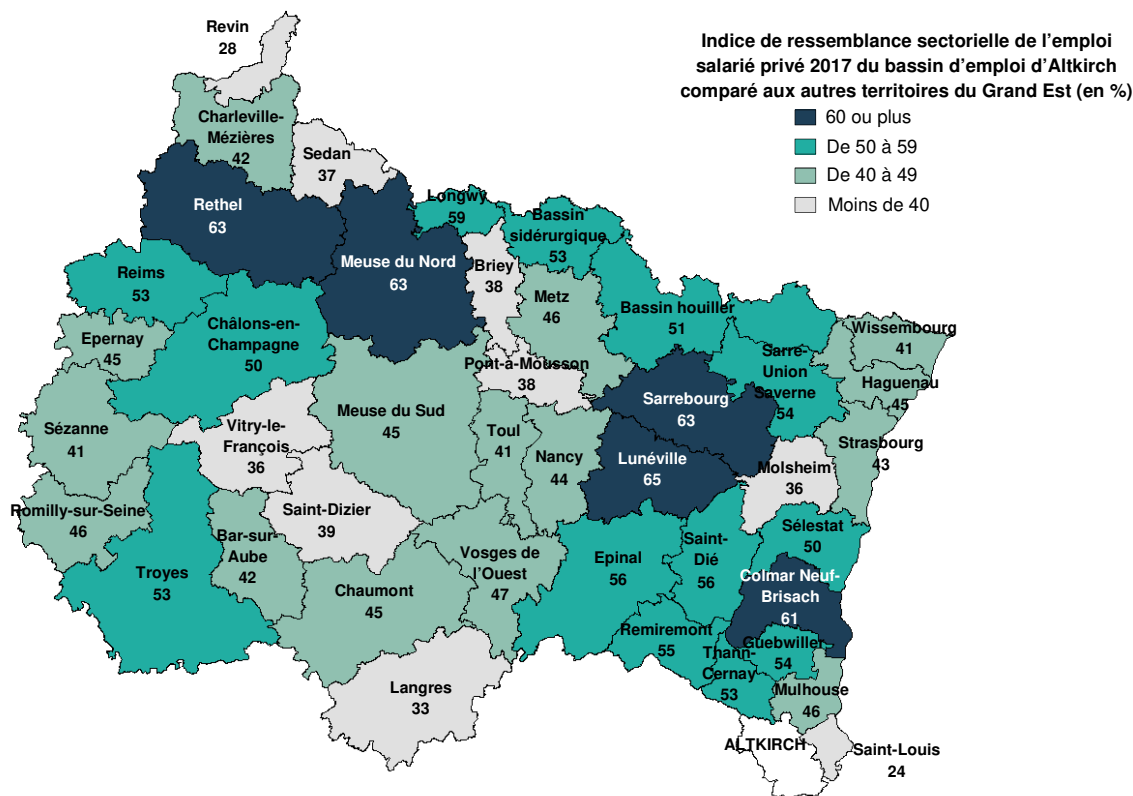 Indice de ressemblance sectorielle de l'emploi
salarié privé 2017 du bassin d'emploi d'Altkirch
comparé aux autres territoires du Grand Est (en %)
60 ou plus
De 50 à 59
De 40 à 49
Moins de 40
Revin
28
Charleville-
Mézières
42
Sedan
37
Rethel
63
Meuse du Nord
63
Longwy
59
Bassin
sidérurgique
53
Briey
38
Metz
46
Reims
53
Epernay
45
Châlons-en-
Champagne
50
Bassin houiller
51
Wissembourg
41
Sarre-
Union
Saverne
54
Haguenau
45
Pont-à-Mousson
38
Sarrebourg
63
Sézanne
41
Vitry-le-
François
36
Meuse du Sud
45
Toul
41
Nancy
44
Lunéville
65
Molsheim
36
Strasbourg
43
Romilly-sur-Seine
46
Saint-Dizier
39
Troyes
53
Bar-sur-
Aube
42
Chaumont
45
Vosges de
l'Ouest
47
Epinal
56
Saint-
Dié
56
Sélestat
50
Colmar Neuf-
Brisach
61
Remiremont
55
Guebwiller
54
Thann-
Cernay
53
Mulhouse
46
Langres
33
ALTKIRCH
Saint-Louis
24